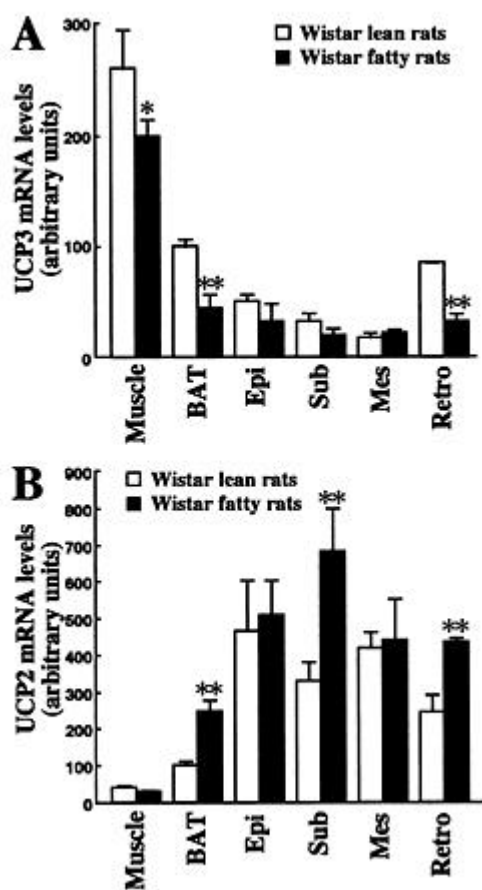 A
Wistar lean rats
Wistar fatty rats
UCP3 mRNA levels
(arbitrary units)
300
200
100
0
*
**
**
Muscle
BAT
Epi
Sub
Mes
Retro
B
Wistar lean rats
Wistar fatty rats
UCP2 mRNA levels
(arbitrary units)
900
800
700
600
500
400
300
200
100
0
**
**
**
Muscle
BAT
Epi
Sub
Mes
Retro